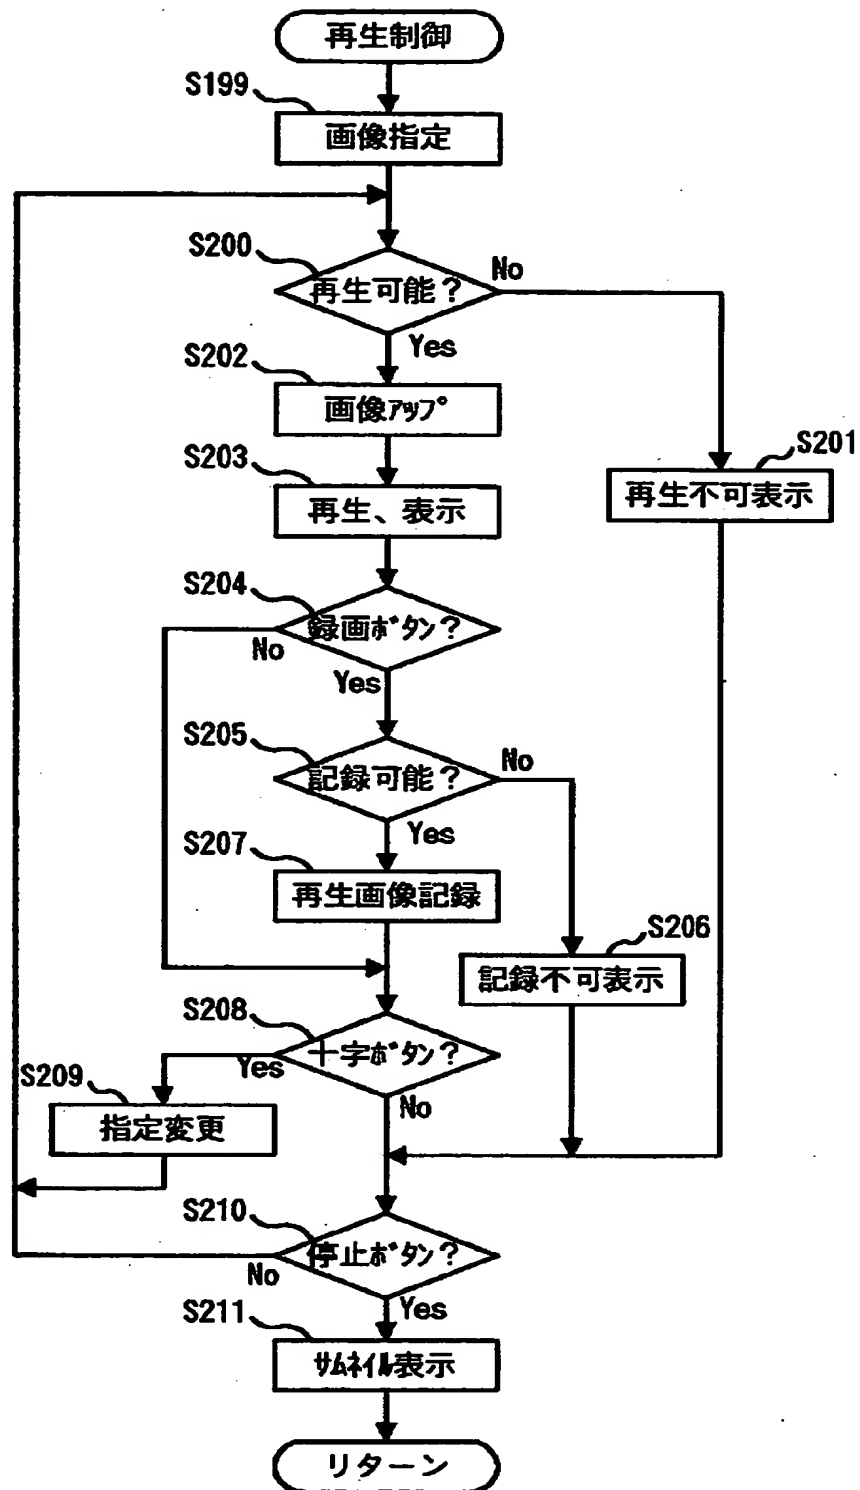 再生制御
S199
画像指定
S200
再生可能？
No
Yes
S202
画像ｱｯﾌﾟ
S201
再生不可表示
S203
再生、表示
S204
録画ﾎﾞﾀﾝ？
No
Yes
S205
記録可能？
No
Yes
S207
再生画像記録
S206
記録不可表示
S208
十字ﾎﾞﾀﾝ？
Yes
No
S209
指定変更
S210
停止ﾎﾞﾀﾝ？
No
Yes
S211
ｻﾑﾈｲﾙ表示
リターン